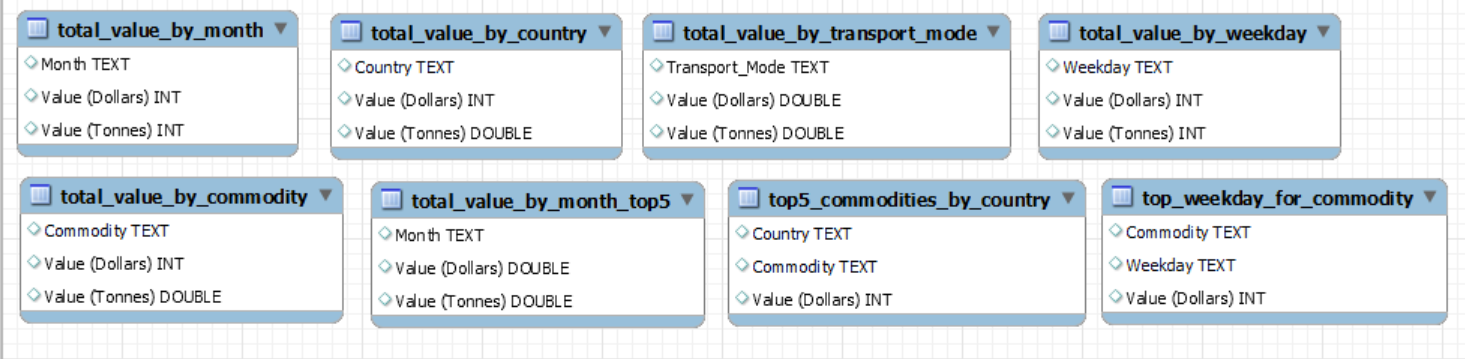 total_value_by_month
Month TEXT
Value (Dollars) INT
Value (Tonnes) INT
total_value_by_country
Country TEXT
Value (Dollars) INT
Value (Tonnes) DOUBLE
total_value_by_transport_mode
Transport_Mode TEXT
Value (Dollars) DOUBLE
Value (Tonnes) DOUBLE
total_value_by_weekday
Weekday TEXT
Value (Dollars) INT
Value (Tonnes) INT
total_value_by_commodity
Commodity TEXT
Value (Dollars) INT
Value (Tonnes) DOUBLE
total_value_by_month_top5
Month TEXT
Value (Dollars) DOUBLE
Value (Tonnes) DOUBLE
top5_commodities_by_country
Country TEXT
Commodity TEXT
Value (Dollars) INT
top_weekday_for_commodity
Commodity TEXT
Weekday TEXT
Value (Dollars) INT